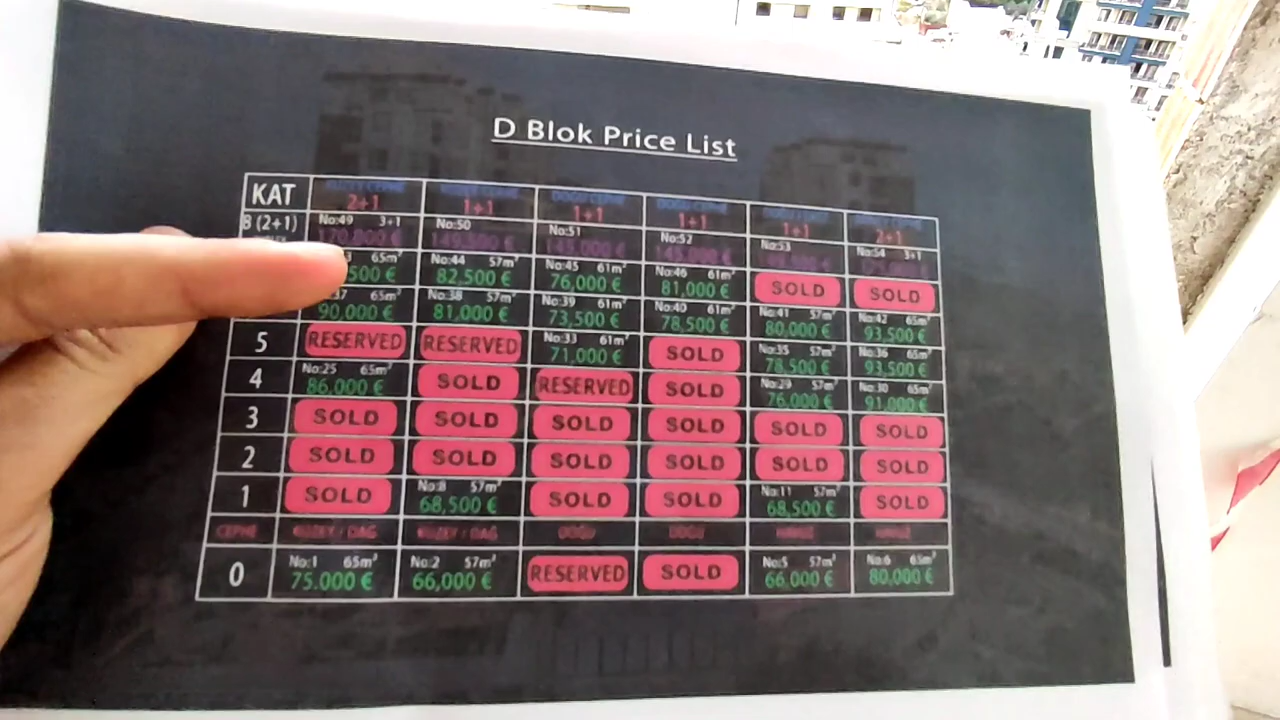 D Blok Price List
KAT 2+1 1+1 1+1 1+1 1+1 2+1
8 (2+1) No:49 3+1 No:50 No:51 No:52 No:53 No:54 3+1
170,000 € 149,500 € 145,000 € 145,000 €
65m² No:44 57m² No:45 61m² No:46 61m² SOLD SOLD
500 € 82,500 € 76,000 € 81,000 €
65m² No:38 57m² No:39 61m² No:40 61m² No:41 57m² No:42 65m²
90,000 € 81,000 € 73,500 € 78,500 € 80,000 € 93,500 €
5 RESERVED RESERVED No:33 61m² SOLD No:35 57m² No:36 65m²
71,000 € 78,500 € 93,500 €
4 No:25 65m² SOLD RESERVED SOLD No:29 57m² No:30 65m²
86,000 € 76,000 € 91,000 €
3 SOLD SOLD SOLD SOLD SOLD SOLD
2 SOLD SOLD SOLD SOLD SOLD SOLD
1 SOLD No:8 57m² SOLD SOLD No:11 57m² SOLD
68,500 € 68,500 €
CEPHE KUZEY - DAĞ KUZEY - DAĞ DOĞU DOĞU
0 No:1 65m² No:2 57m² RESERVED SOLD No:5 57m² No:6 65m²
75.000 € 66,000 € 66,000 € 80,000 €